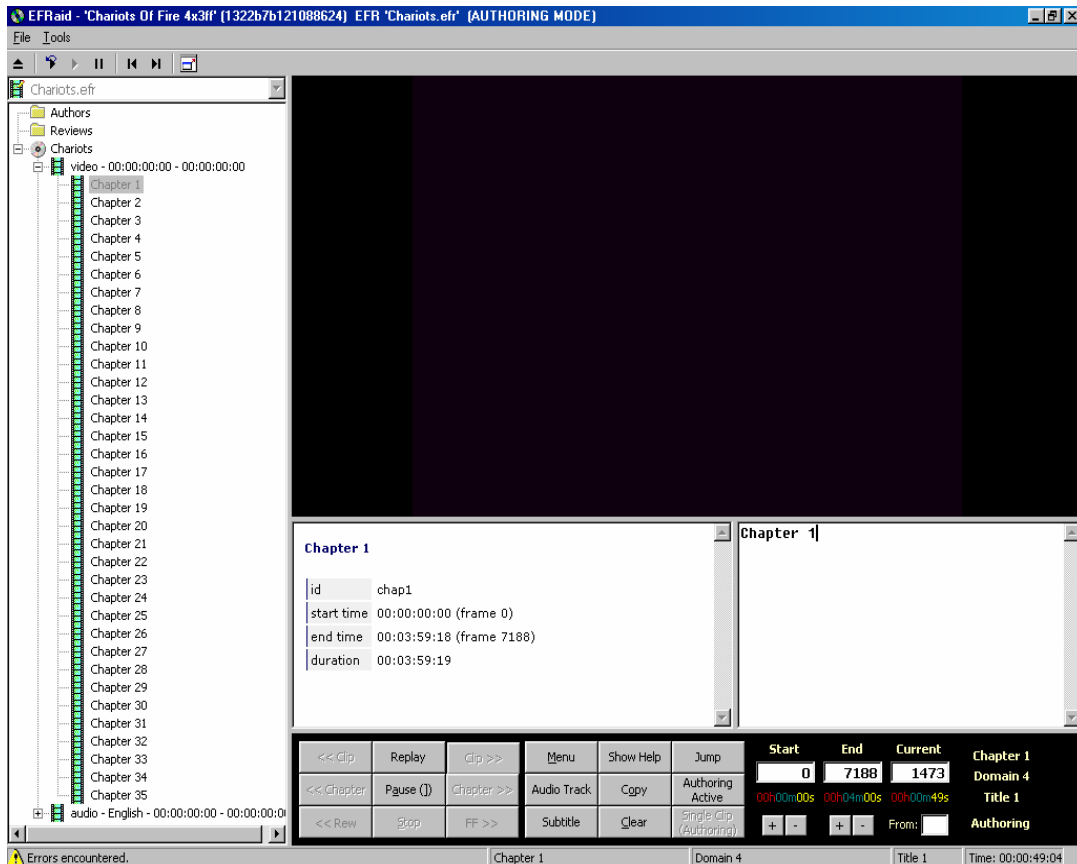 EFRaid - 'Chariots Of Fire 4x3ff' (1322b7b121088624) EFR 'Chariots.efr' (AUTHORING MODE)
File Tools
Chariots.efr
Authors
Reviews
Chariots
video - 00:00:00:00 - 00:00:00:00
Chapter 1
Chapter 2
Chapter 3
Chapter 4
Chapter 5
Chapter 6
Chapter 7
Chapter 8
Chapter 9
Chapter 10
Chapter 11
Chapter 12
Chapter 13
Chapter 14
Chapter 15
Chapter 16
Chapter 17
Chapter 18
Chapter 19
Chapter 20
Chapter 21
Chapter 22
Chapter 23
Chapter 24
Chapter 25
Chapter 26
Chapter 27
Chapter 28
Chapter 29
Chapter 30
Chapter 31
Chapter 32
Chapter 33
Chapter 34
Chapter 35
audio - English - 00:00:00:00 - 00:00:00:0
Chapter 1
id chap1
start time 00:00:00:00 (frame 0)
end time 00:03:59:18 (frame 7188)
duration 00:03:59:19
Chapter 1
<< Clip Replay Clip >> Menu Show Help Jump
<< Chapter Pause (]) Chapter >> Audio Track Copy Authoring Active
<< Rew Stop FF >> Subtitle Clear Single Clip (Authoring)
Start End Current
0 7188 1473
00h00m00s 00h04m00s 00h00m49s
+ - + - From:
Chapter 1
Domain 4
Title 1
Authoring
Errors encountered. Chapter 1 Domain 4 Title 1 Time: 00:00:49:04